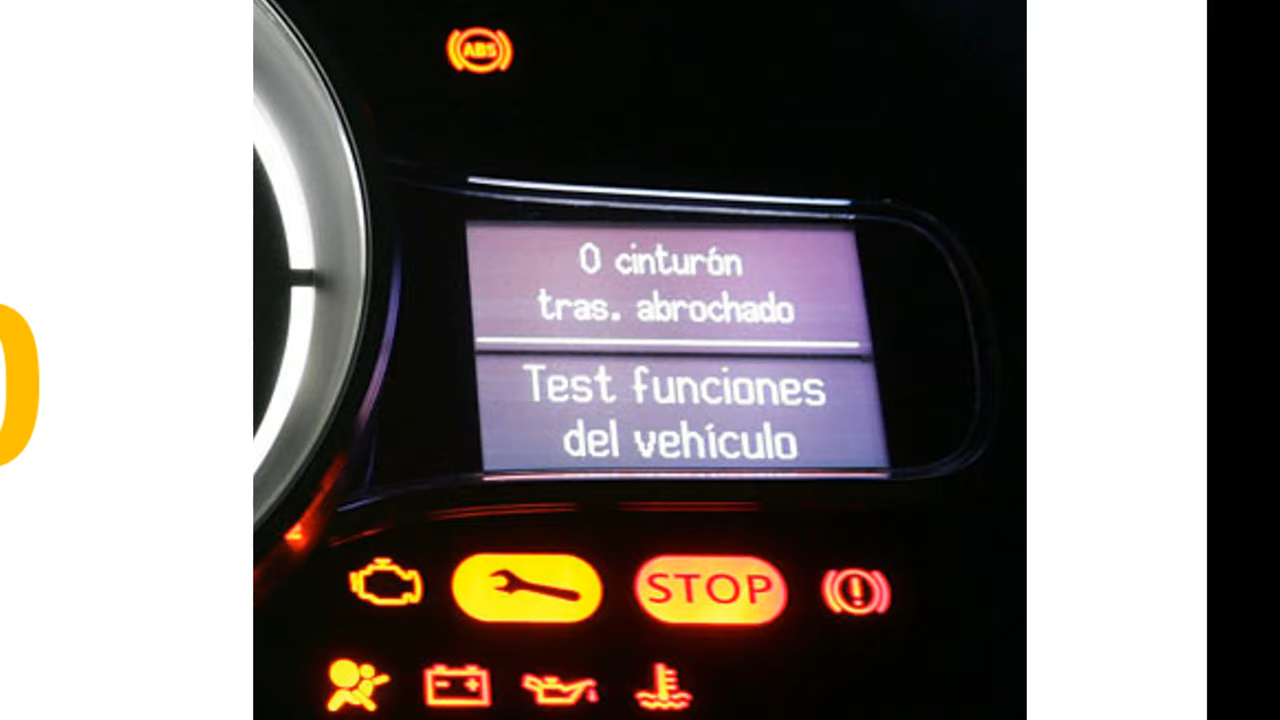 ABS
0 cinturón
tras. abrochado
Test funciones
del vehículo
STOP